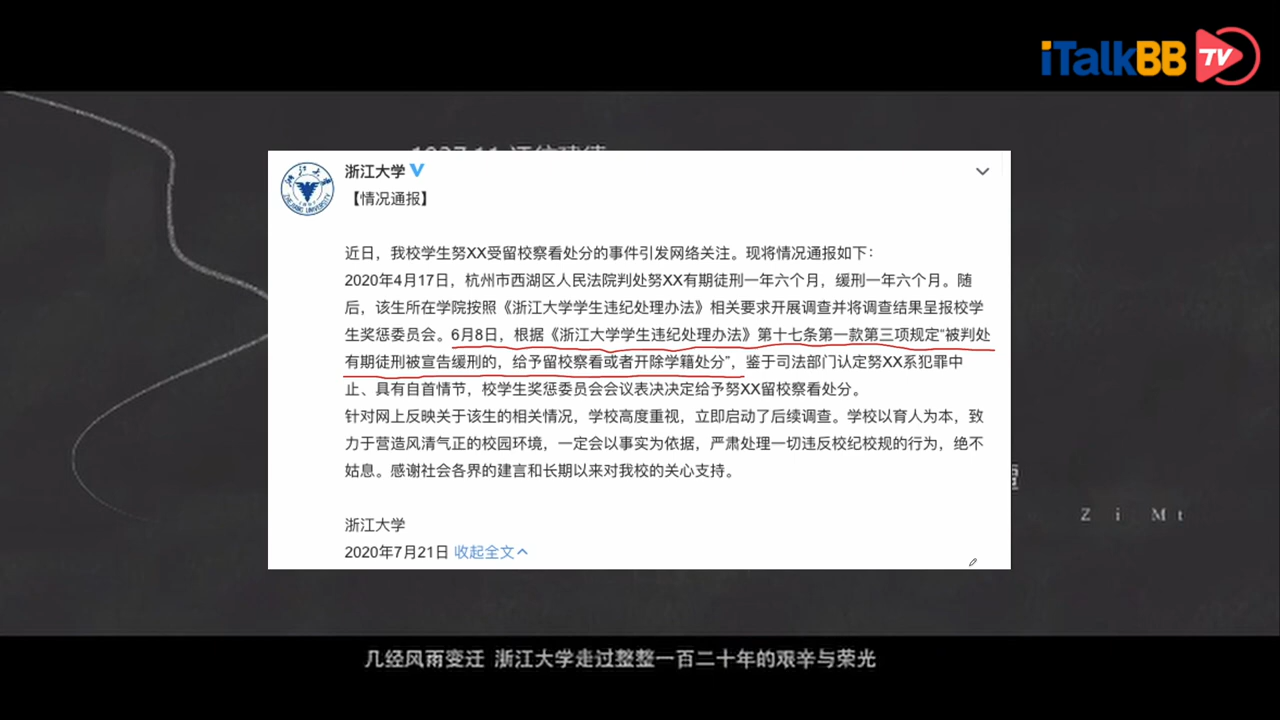 iTalkBB TV
浙江大学
【情况通报】
近日，我校学生努XX受留校察看处分的事件引发网络关注。现将情况通报如下：
2020年4月17日，杭州市西湖区人民法院判处努XX有期徒刑一年六个月，缓刑一年六个月。随
后，该生所在学院按照《浙江大学学生违纪处理办法》相关要求开展调查并将调查结果呈报校学
生奖惩委员会。6月8日，根据《浙江大学学生违纪处理办法》第十七条第一款第三项规定“被判处
有期徒刑被宣告缓刑的，给予留校察看或者开除学籍处分”，鉴于司法部门认定努XX系犯罪中
止、具有自首情节，校学生奖惩委员会会议表决决定给予努XX留校察看处分。
针对网上反映关于该生的相关情况，学校高度重视，立即启动了后续调查。学校以育人为本，致
力于营造风清气正的校园环境，一定会以事实为依据，严肃处理一切违反校纪校规的行为，绝不
姑息。感谢社会各界的建言和长期以来对我校的关心支持。
浙江大学
2020年7月21日 收起全文
Z i M t
几经风雨变迁 浙江大学走过整整一百二十年的艰辛与荣光